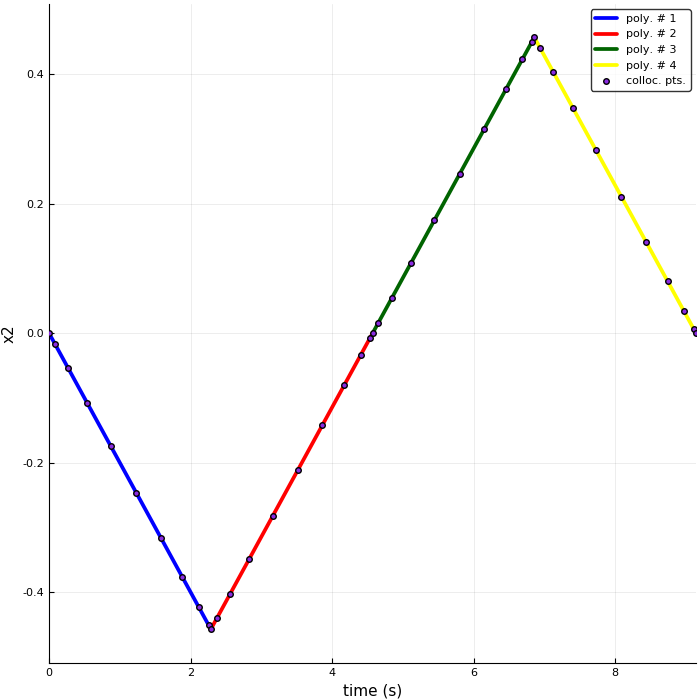 poly. # 1
poly. # 2
poly. # 3
poly. # 4
colloc. pts.
0.4
0.2
0.0
-0.2
-0.4
x2
0 2 4 6 8
time (s)